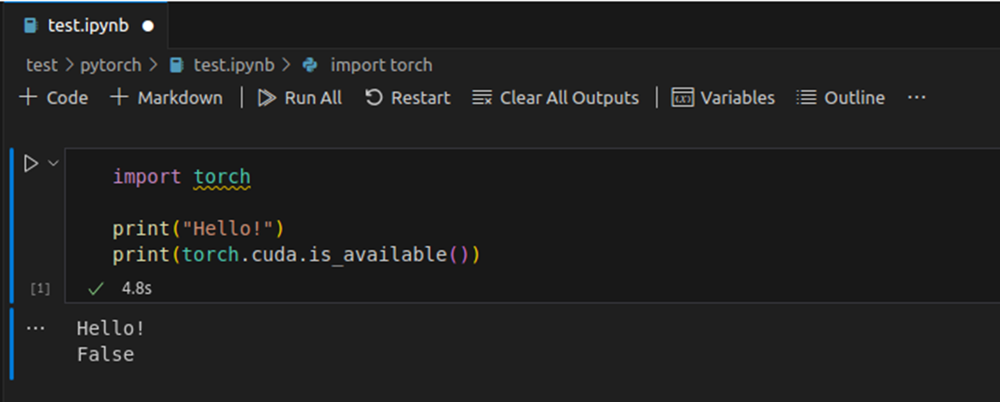 test.ipynb
test > pytorch > test.ipynb > import torch
+ Code + Markdown | Run All Restart Clear All Outputs | Variables Outline ...
import torch
print("Hello!")
print(torch.cuda.is_available())
[1] 4.8s
... Hello!
False